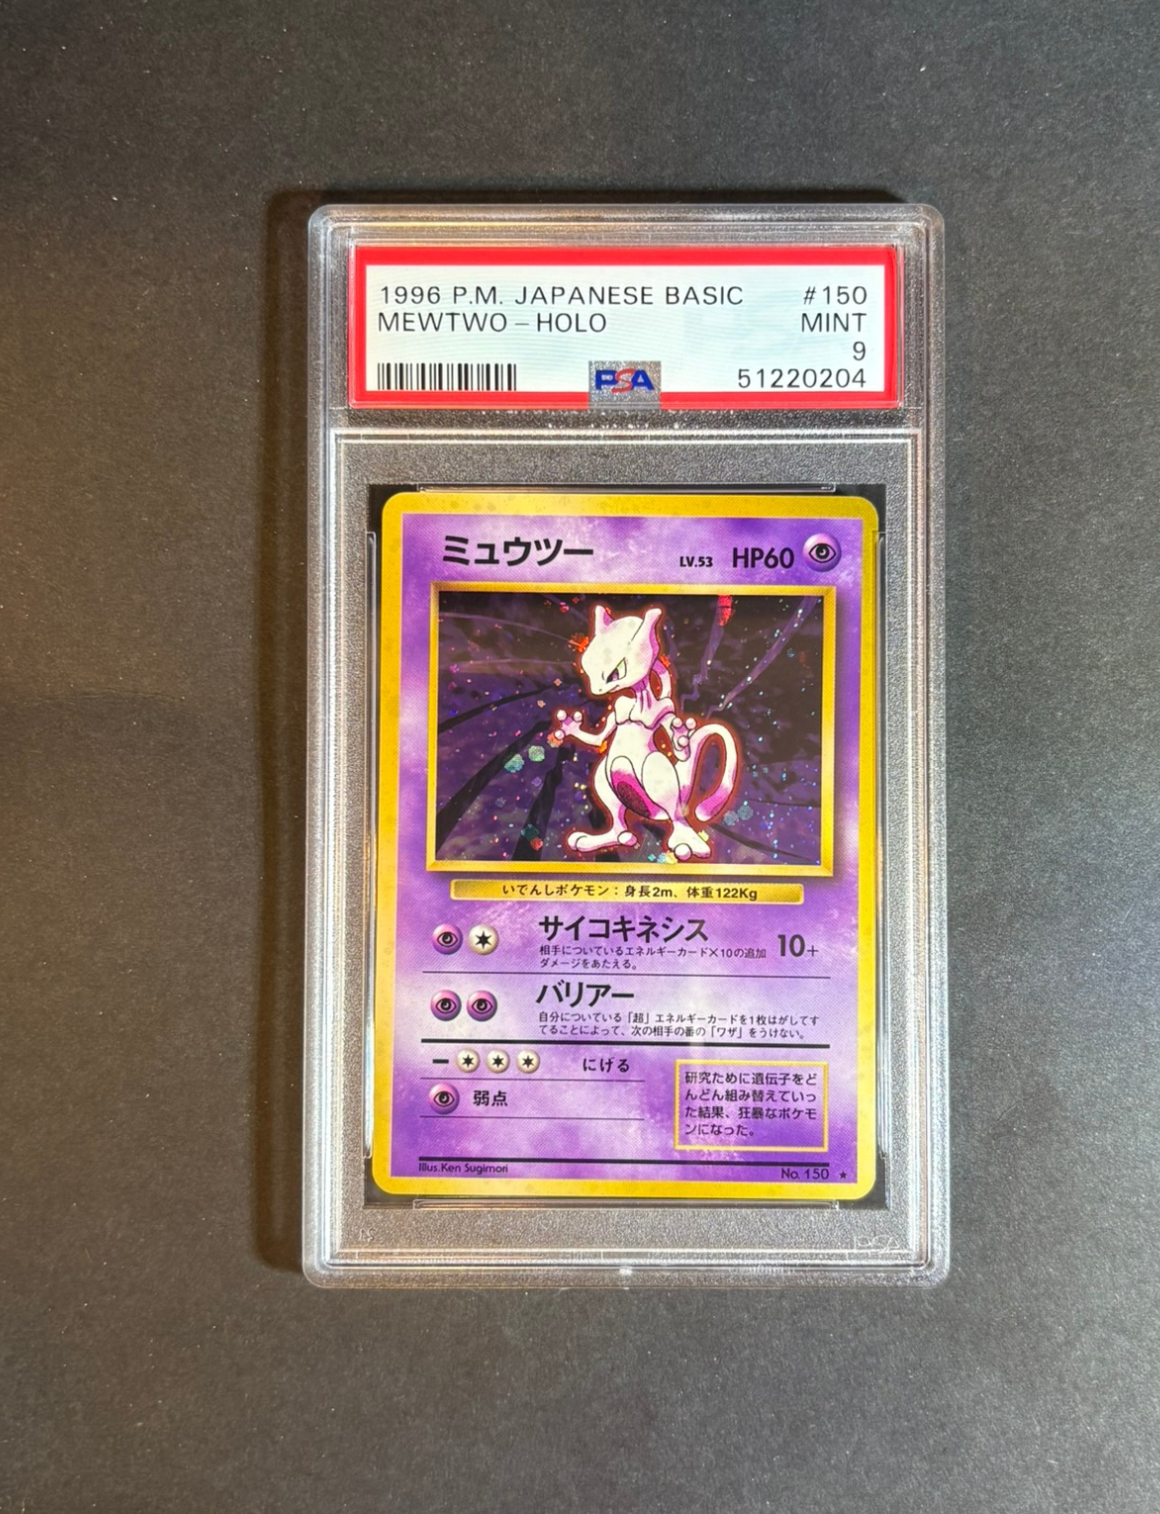 1996 P.M. JAPANESE BASIC #150
MEWTWO - HOLO MINT
9
PSA 51220204
ミュウツー LV.53 HP60
いでんしポケモン：身長2m、体重122Kg
サイコキネシス 10+
相手についているエネルギーカード×10の追加
ダメージをあたえる。
バリアー
自分についている「超」エネルギーカードを1枚はがしてす
てることによって、次の相手の番の「ワザ」をうけない。
ー にげる
弱点
研究ために遺伝子をど
んどん組み替えていっ
た結果、狂暴なポケモ
ンになった。
Illus.Ken Sugimori No. 150 ★